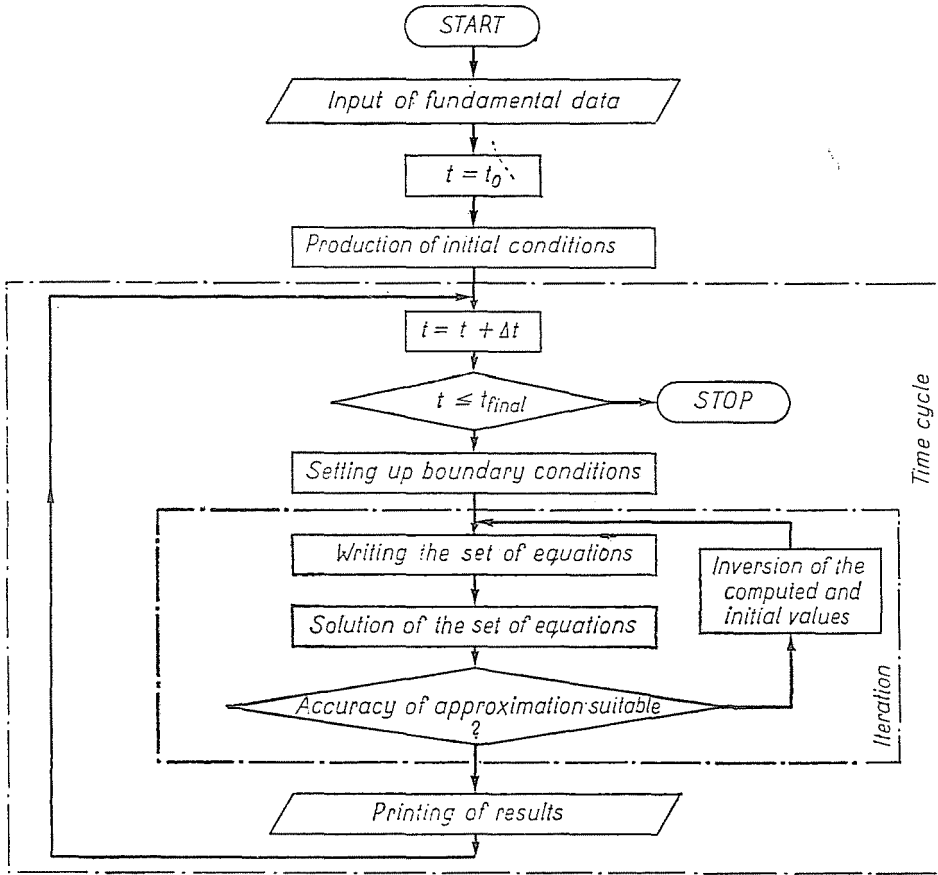 START
Input of fundamental data
t = t₀
Production of initial conditions
t = t + Δt
t ≤ t_final
STOP
Setting up boundary conditions
Time cycle
Writing the set of equations
Inversion of the
computed and
initial values
Solution of the set of equations
Accuracy of approximation suitable
?
Iteration
Printing of results